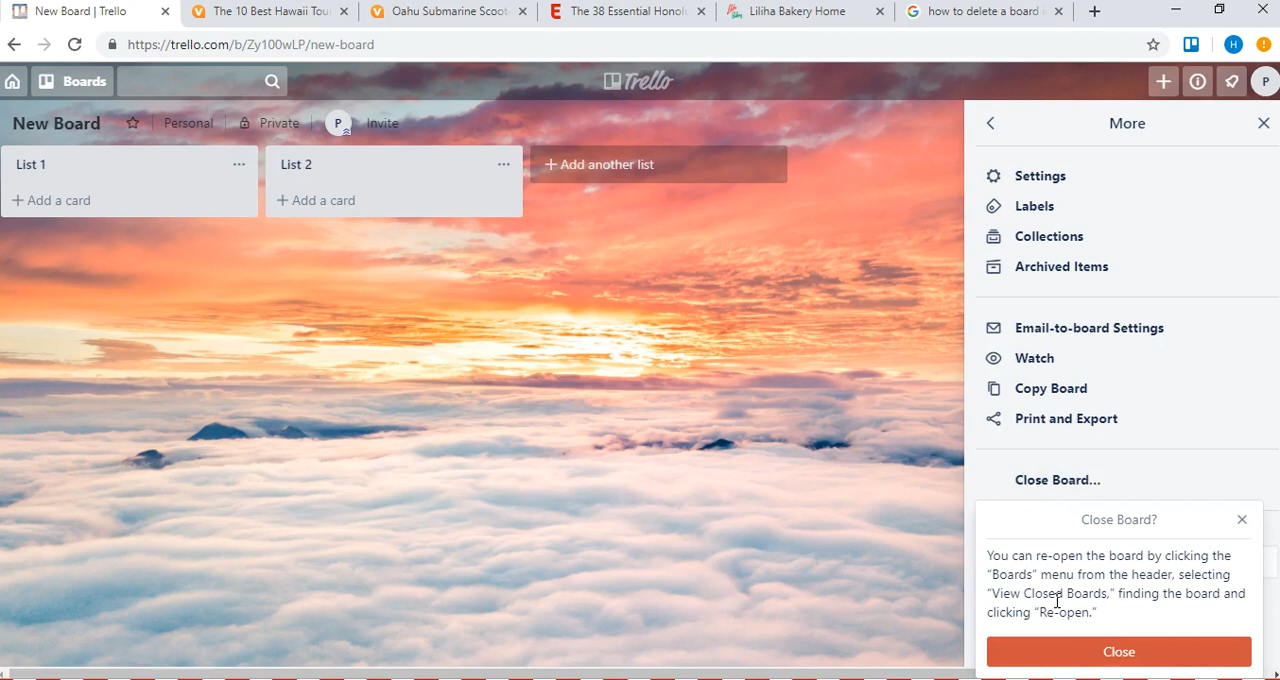 New Board | Trello
The 10 Best Hawaii Tou
Oahu Submarine Scoot
The 38 Essential Honol
Liliha Bakery Home
how to delete a board i
https://trello.com/b/Zy100wLP/new-board
H
Boards
Trello
P
New Board
Personal
Private
P
Invite
More
List 1
List 2
+ Add another list
+ Add a card
+ Add a card
Settings
Labels
Collections
Archived Items
Email-to-board Settings
Watch
Copy Board
Print and Export
Close Board...
Close Board?
You can re-open the board by clicking the
“Boards” menu from the header, selecting
“View Closed Boards,” finding the board and
clicking “Re-open.”
Close